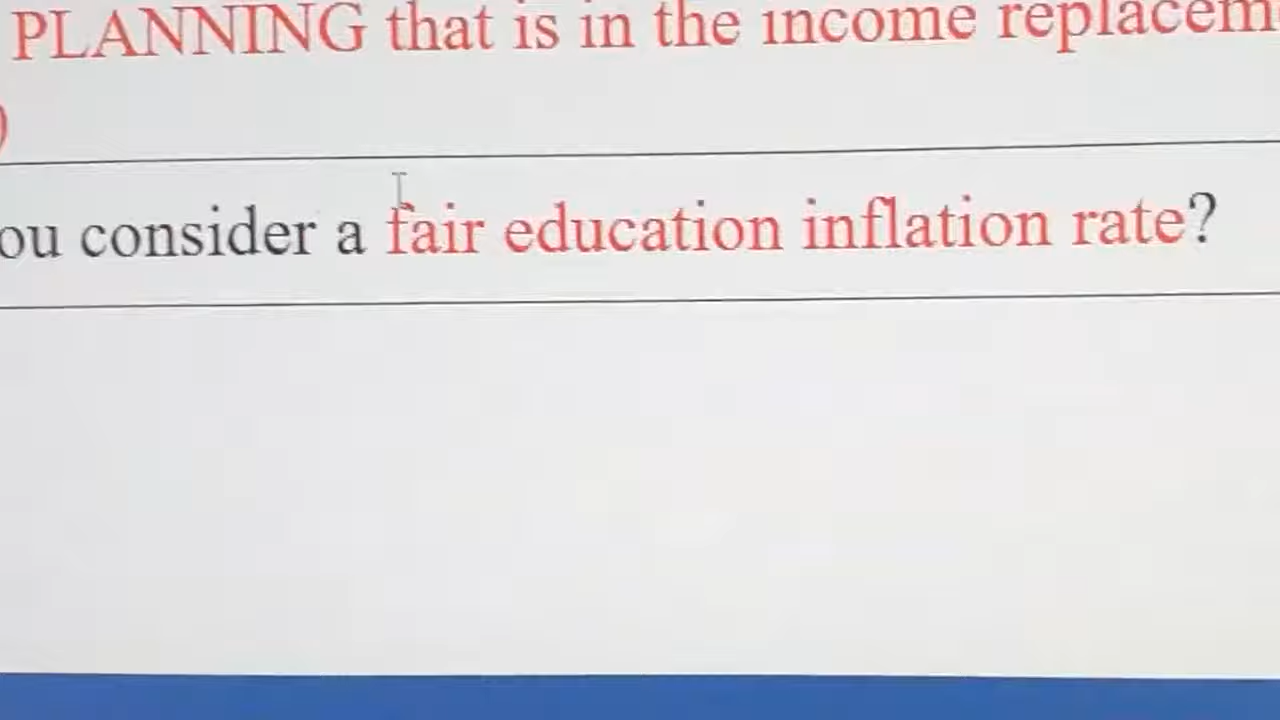 PLANNING that is in the income replacem
)
ou consider a fair education inflation rate?